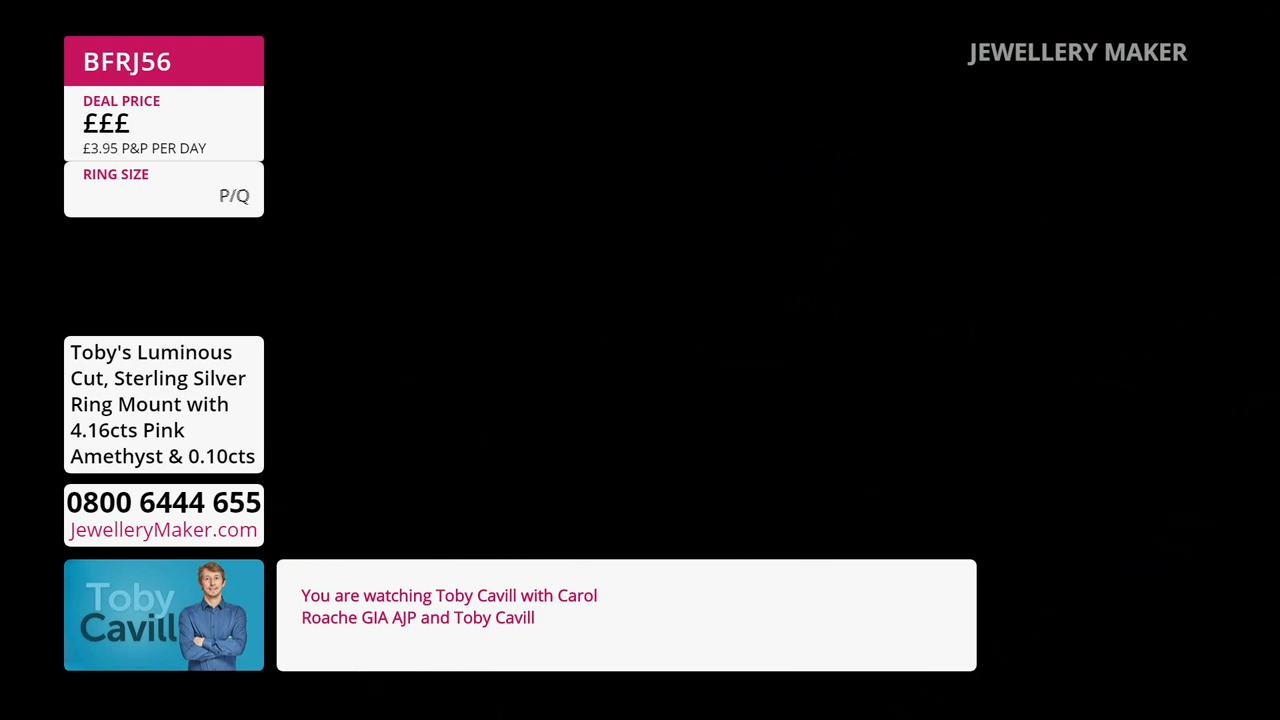 BFRJ56
JEWELLERY MAKER
DEAL PRICE
£££
£3.95 P&P PER DAY
RING SIZE
P/Q
Toby's Luminous
Cut, Sterling Silver
Ring Mount with
4.16cts Pink
Amethyst & 0.10cts
0800 6444 655
JewelleryMaker.com
Toby
Cavill
You are watching Toby Cavill with Carol
Roache GIA AJP and Toby Cavill